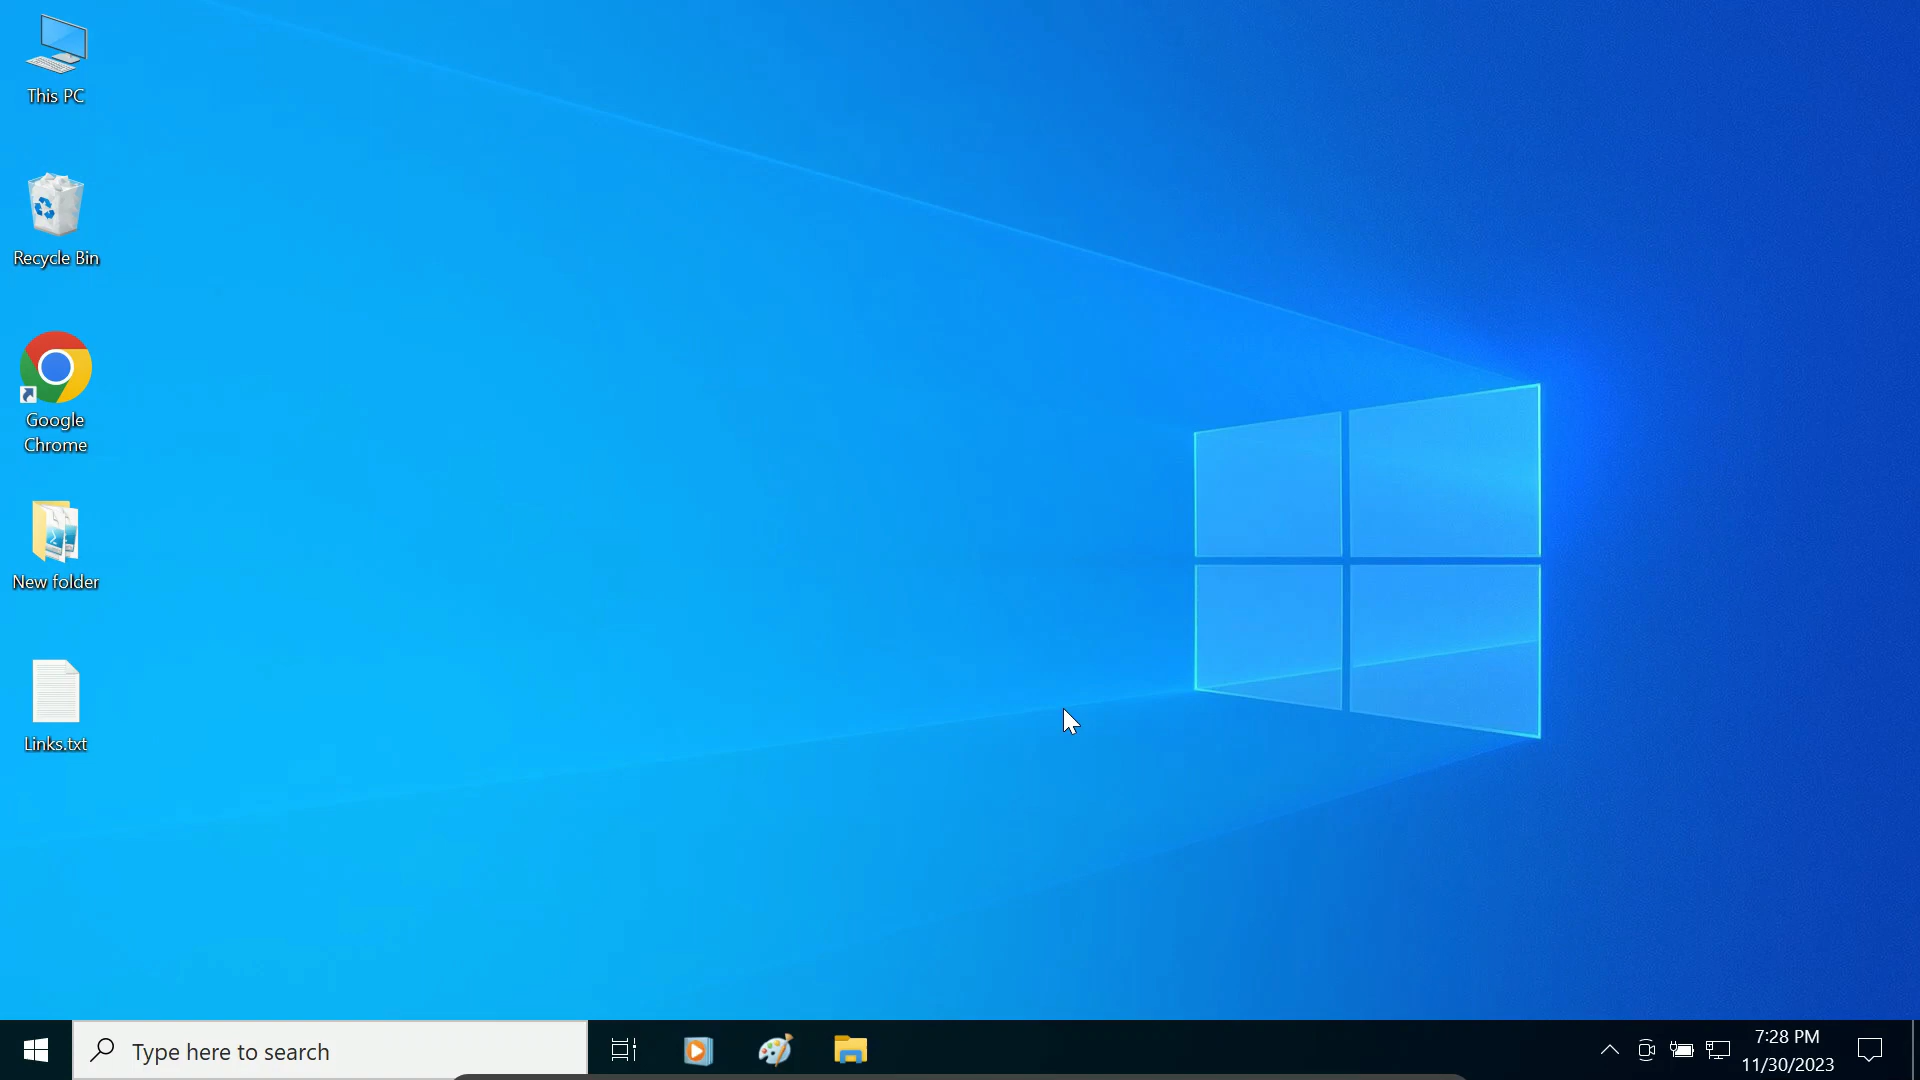 This PC
Recycle Bin
Google
Chrome
New folder
Links.txt
Type here to search
7:28 PM
11/30/2023